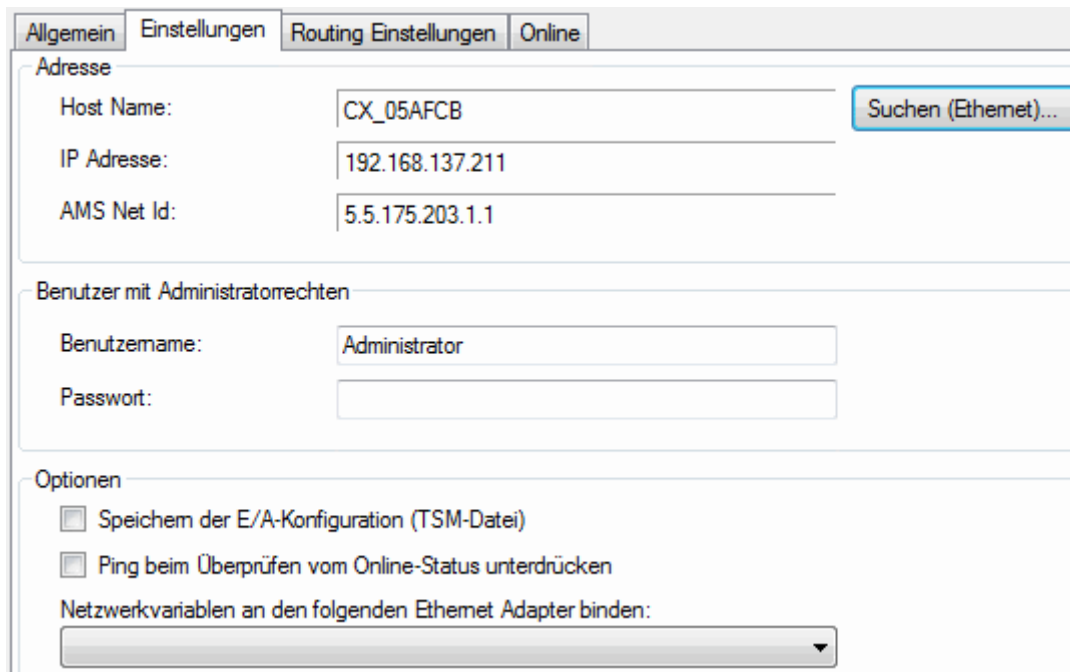 Allgemein Einstellungen Routing Einstellungen Online
Adresse
Host Name: CX_05AFCB Suchen (Ethernet)...
IP Adresse: 192.168.137.211
AMS Net Id: 5.5.175.203.1.1
Benutzer mit Administratorrechten
Benutzername: Administrator
Passwort:
Optionen
Speichern der E/A-Konfiguration (TSM-Datei)
Ping beim Überprüfen vom Online-Status unterdrücken
Netzwerkvariablen an den folgenden Ethernet Adapter binden: